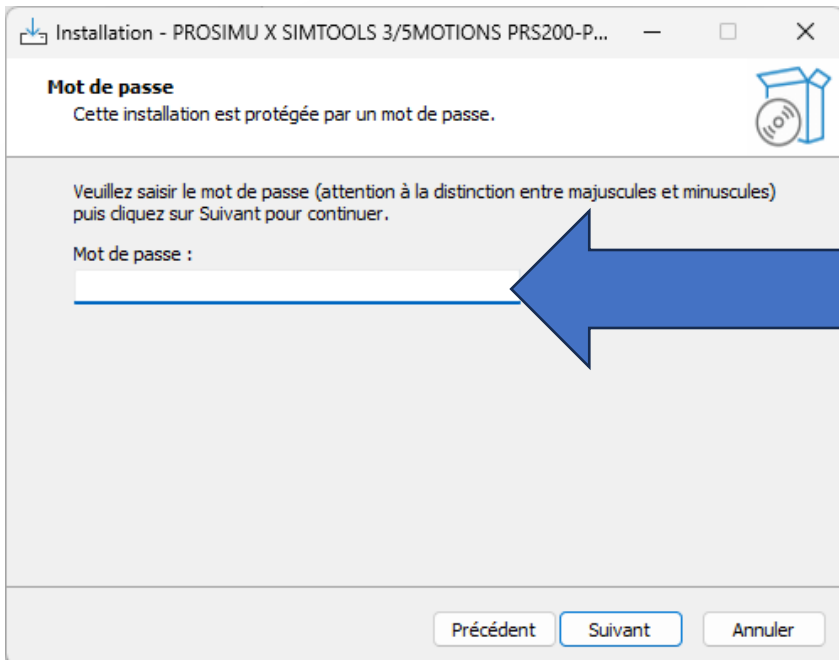 Installation - PROSIMU X SIMTOOLS 3/5MOTIONS PRS200-P...
Mot de passe
Cette installation est protégée par un mot de passe.
Veuillez saisir le mot de passe (attention à la distinction entre majuscules et minuscules)
puis cliquez sur Suivant pour continuer.
Mot de passe :
Précédent
Suivant
Annuler